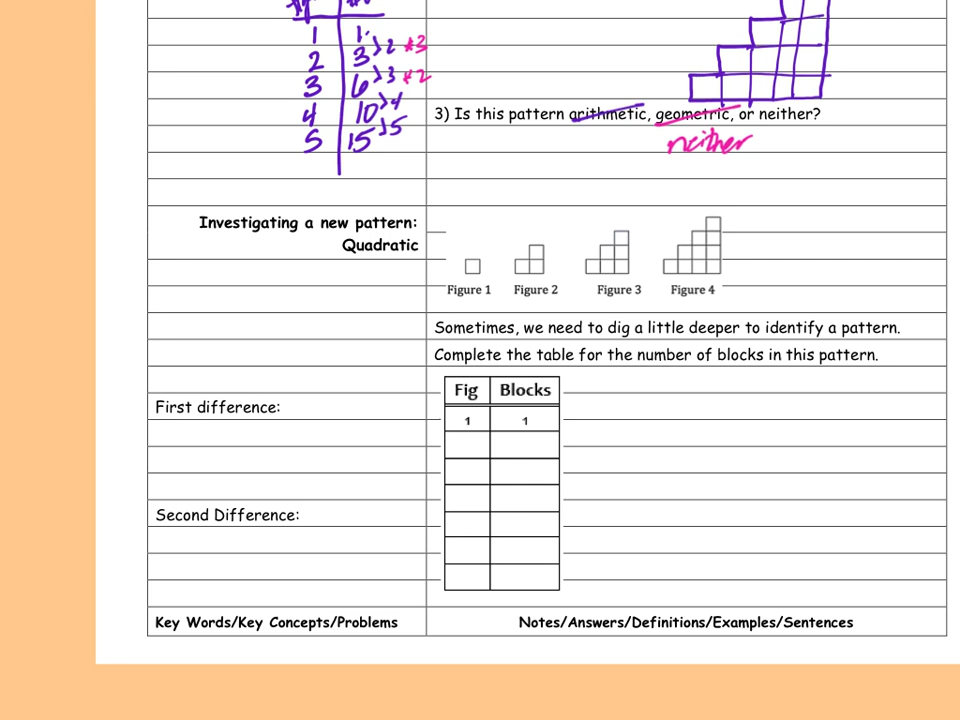 1 1
2 3 >2 *3
3 6 >3 *2
4 10 >4
5 15 >5
3) Is this pattern arithmetic, geometric, or neither?
neither
Investigating a new pattern:
Quadratic
Figure 1 Figure 2 Figure 3 Figure 4
Sometimes, we need to dig a little deeper to identify a pattern.
Complete the table for the number of blocks in this pattern.
Fig Blocks
First difference:
1 1
Second Difference:
Key Words/Key Concepts/Problems Notes/Answers/Definitions/Examples/Sentences